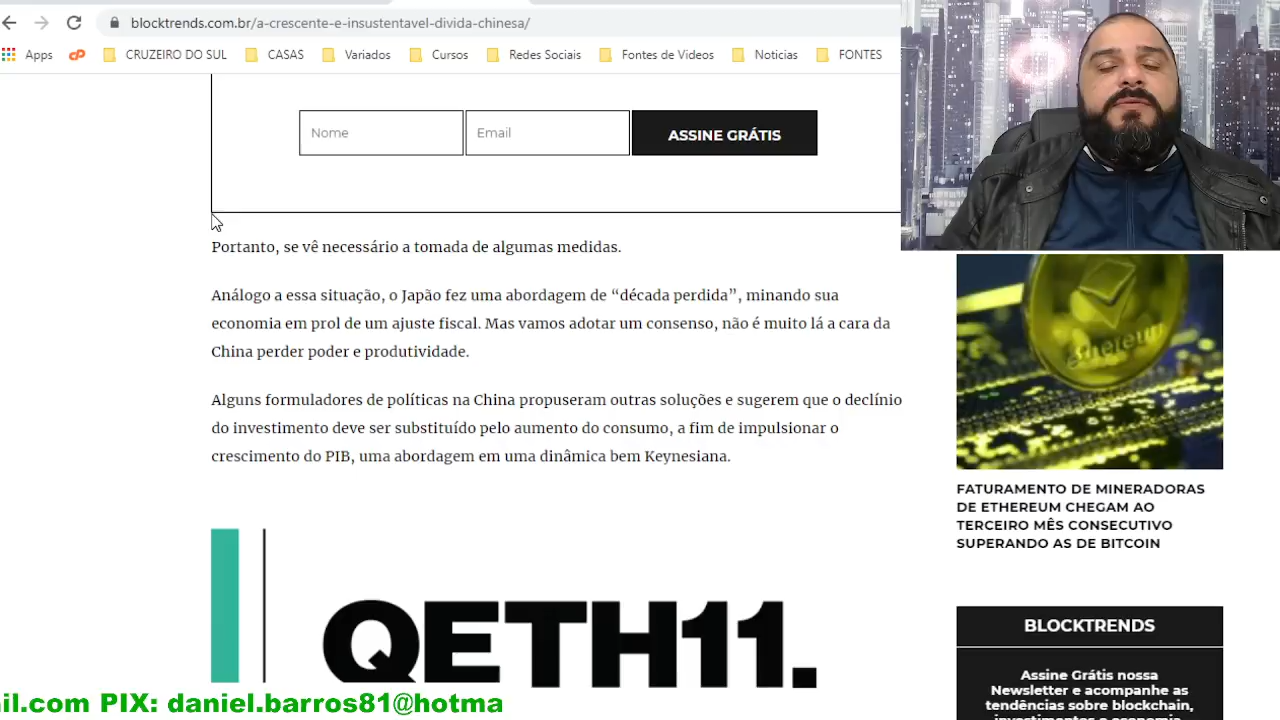 blocktrends.com.br/a-crescente-e-insustentavel-divida-chinesa/
Apps CRUZEIRO DO SUL CASAS Variados Cursos Redes Sociais Fontes de Videos Noticias FONTES
Nome Email ASSINE GRÁTIS
Portanto, se vê necessário a tomada de algumas medidas.
Análogo a essa situação, o Japão fez uma abordagem de “década perdida”, minando sua
economia em prol de um ajuste fiscal. Mas vamos adotar um consenso, não é muito lá a cara da
China perder poder e produtividade.
Alguns formuladores de políticas na China propuseram outras soluções e sugerem que o declínio
do investimento deve ser substituído pelo aumento do consumo, a fim de impulsionar o
crescimento do PIB, uma abordagem em uma dinâmica bem Keynesiana.
QETH11.
ethereum
FATURAMENTO DE MINERADORAS
DE ETHEREUM CHEGAM AO
TERCEIRO MÊS CONSECUTIVO
SUPERANDO AS DE BITCOIN
BLOCKTRENDS
Assine Grátis nossa
Newsletter e acompanhe as
tendências sobre blockchain,
investimentos e economia
il.com PIX: daniel.barros81@hotma